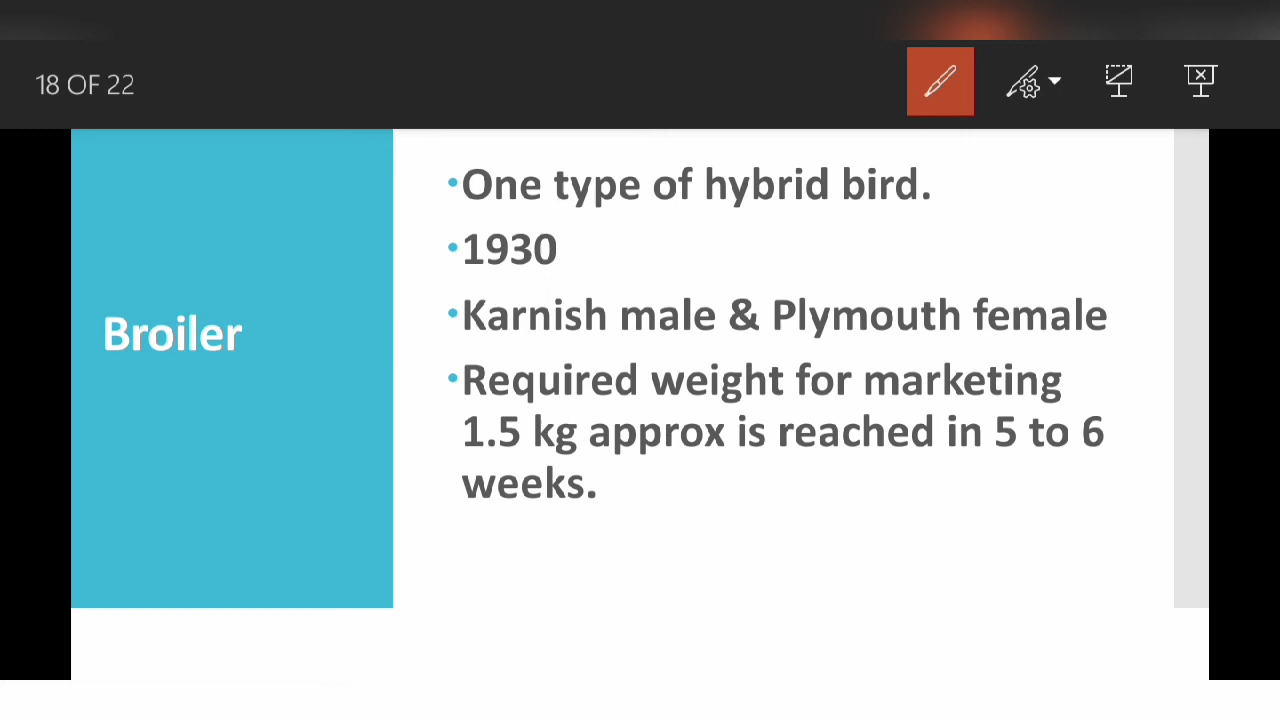 18 OF 22
Broiler
•One type of hybrid bird.
•1930
•Karnish male & Plymouth female
•Required weight for marketing
1.5 kg approx is reached in 5 to 6
weeks.